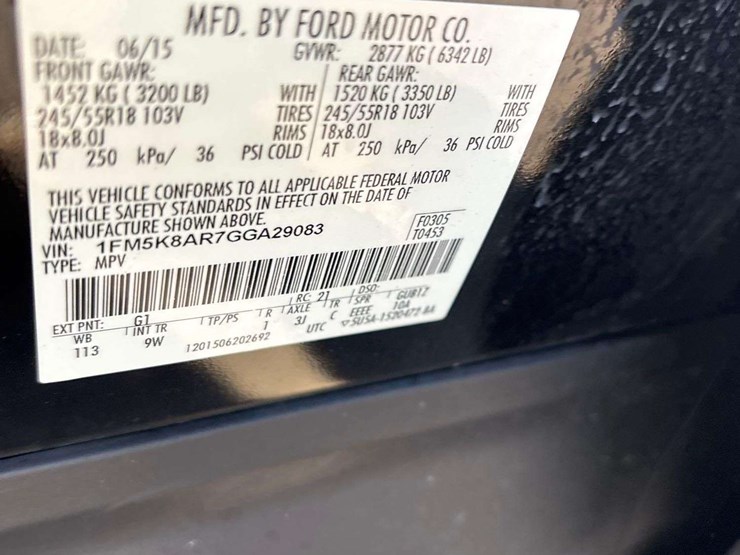 MFD. BY FORD MOTOR CO.
DATE: 06/15 GVWR: 2877 KG ( 6342 LB)
FRONT GAWR: REAR GAWR:
1452 KG ( 3200 LB) WITH 1520 KG ( 3350 LB) WITH
245/55R18 103V TIRES 245/55R18 103V TIRES
18x8.0J RIMS 18x8.0J RIMS
AT 250 kPa/ 36 PSI COLD AT 250 kPa/ 36 PSI COLD
THIS VEHICLE CONFORMS TO ALL APPLICABLE FEDERAL MOTOR
VEHICLE SAFETY STANDARDS IN EFFECT ON THE DATE OF
MANUFACTURE SHOWN ABOVE.
VIN: 1FM5K8AR7GGA29083 F0305
TYPE: MPV T0453
EXT PNT: G1 RC: 21 DSO:
WB INT TR TP/PS TR AXLE TR SPR GUB1Z
113 9W 1 3J C EEEE 10A
1201506202692 UTC